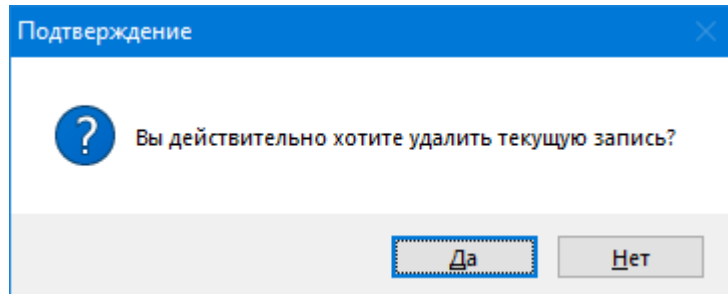 Подтверждение
Вы действительно хотите удалить текущую запись?
Да
Нет